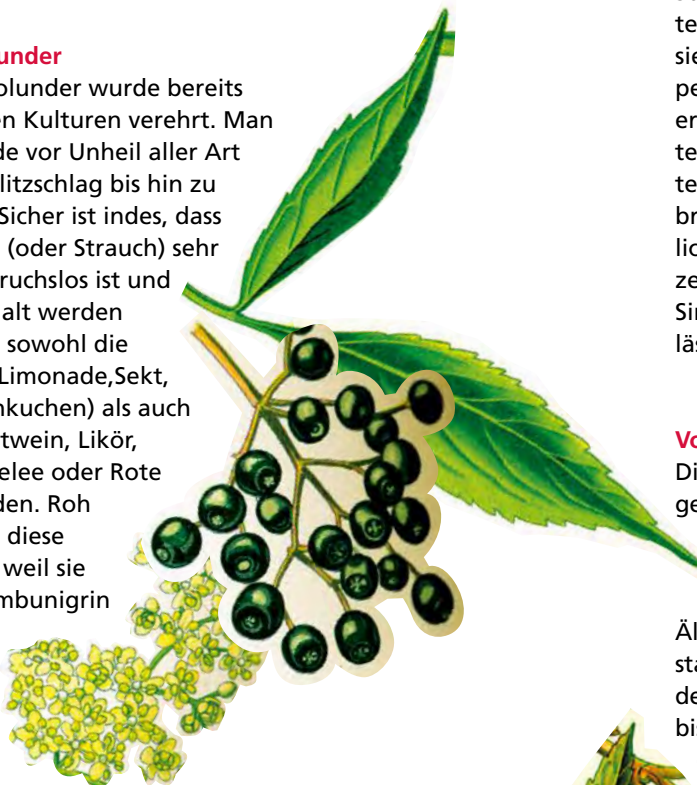 under
olunder wurde bereits
en Kulturen verehrt. Man
de vor Unheil aller Art
litzschlag bis hin zu
Sicher ist indes, dass
(oder Strauch) sehr
ruchslos ist und
alt werden
sowohl die
Limonade,Sekt,
nkuchen) als auch
twein, Likör,
elee oder Rote
den. Roh
diese
weil sie
mbunigrin
te
sie
pe
er
te
te
br
lic
ze
Sin
läs
Vo
Di
ge
Äl
sta
de
bis